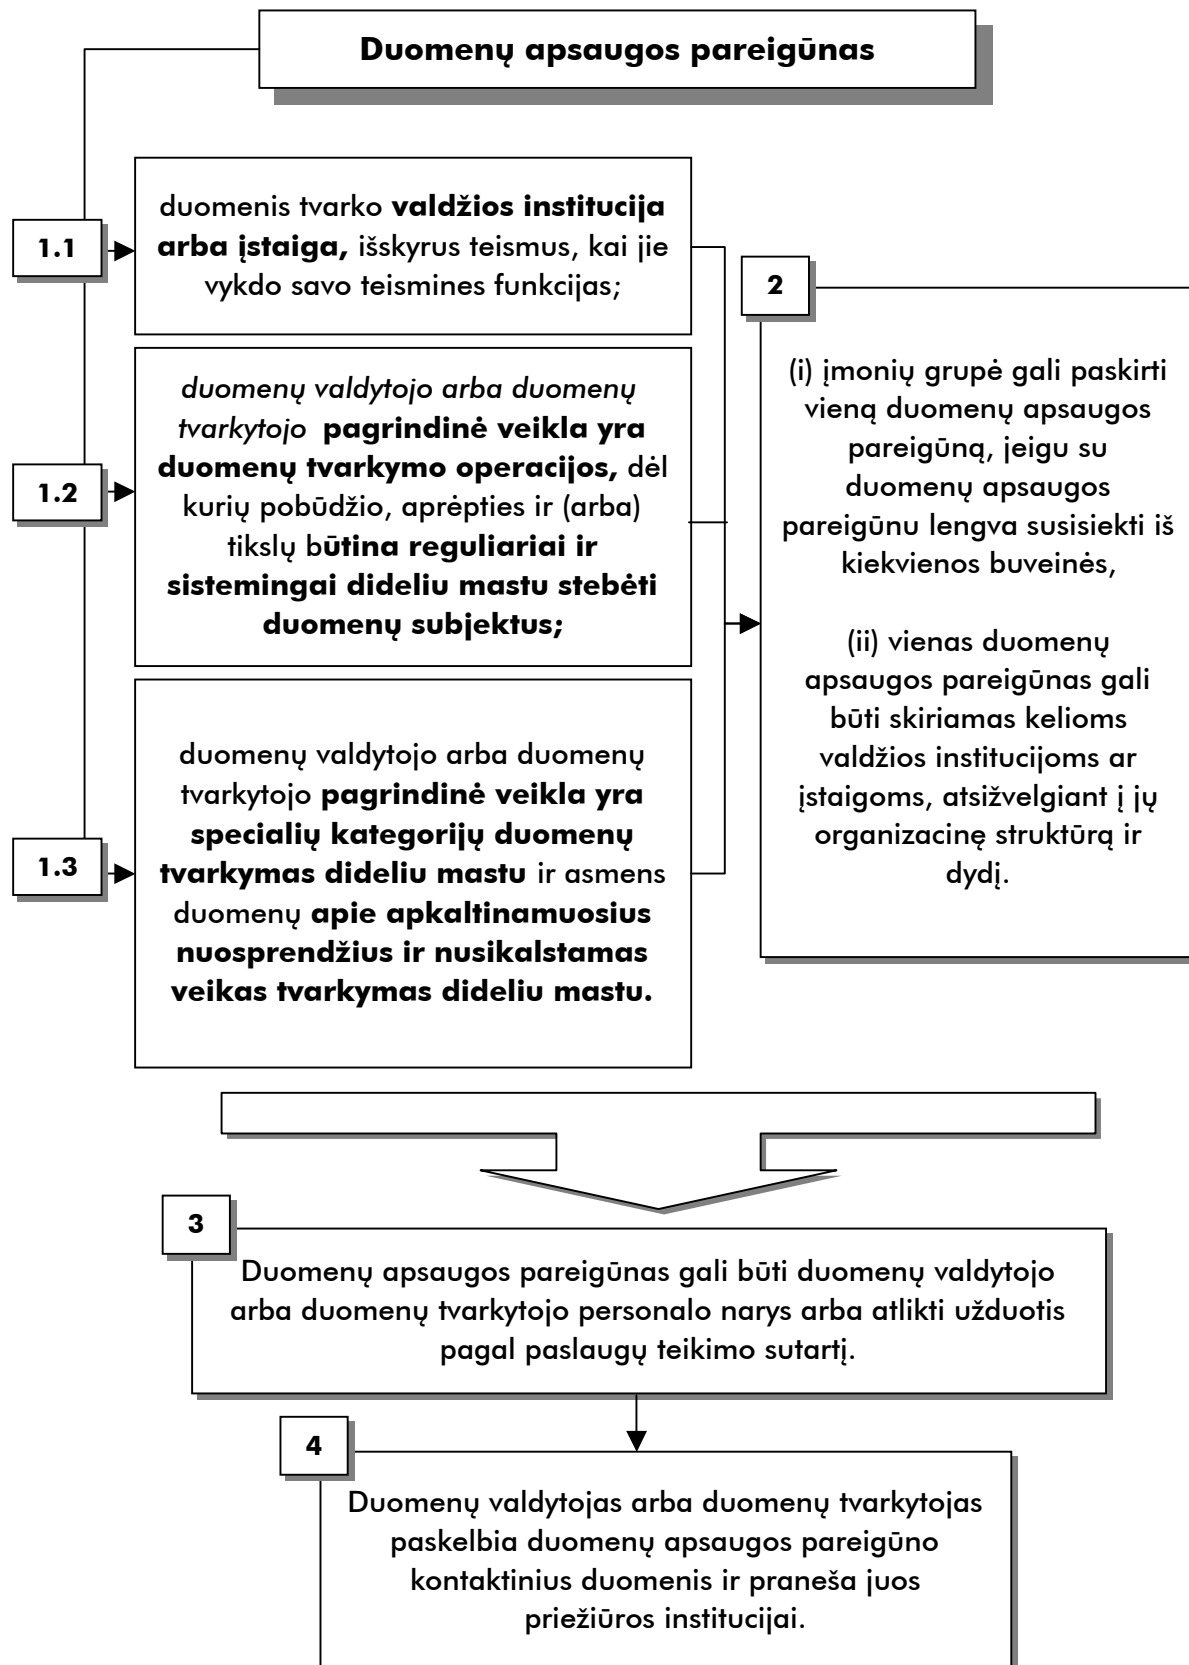 Duomenų apsaugos pareigūnas
1.1
duomenis tvarko valdžios institucija
arba įstaiga, išskyrus teismus, kai jie
vykdo savo teismines funkcijas;
1.2
duomenų valdytojo arba duomenų
tvarkytojo pagrindinė veikla yra
duomenų tvarkymo operacijos, dėl
kurių pobūdžio, aprėpties ir (arba)
tikslų būtina reguliariai ir
sistemingai dideliu mastu stebėti
duomenų subjektus;
1.3
duomenų valdytojo arba duomenų
tvarkytojo pagrindinė veikla yra
specialių kategorijų duomenų
tvarkymas dideliu mastu ir asmens
duomenų apie apkaltinamuosius
nuosprendžius ir nusikalstamas
veikas tvarkymas dideliu mastu.
2
(i) įmonių grupė gali paskirti
vieną duomenų apsaugos
pareigūną, jeigu su
duomenų apsaugos
pareigūnu lengva susisiekti iš
kiekvienos buveinės,
(ii) vienas duomenų
apsaugos pareigūnas gali
būti skiriamas kelioms
valdžios institucijoms ar
įstaigoms, atsižvelgiant į jų
organizacinę struktūrą ir
dydį.
3
Duomenų apsaugos pareigūnas gali būti duomenų valdytojo
arba duomenų tvarkytojo personalo narys arba atlikti užduotis
pagal paslaugų teikimo sutartį.
4
Duomenų valdytojas arba duomenų tvarkytojas
paskelbia duomenų apsaugos pareigūno
kontaktinius duomenis ir praneša juos
priežiūros institucijai.